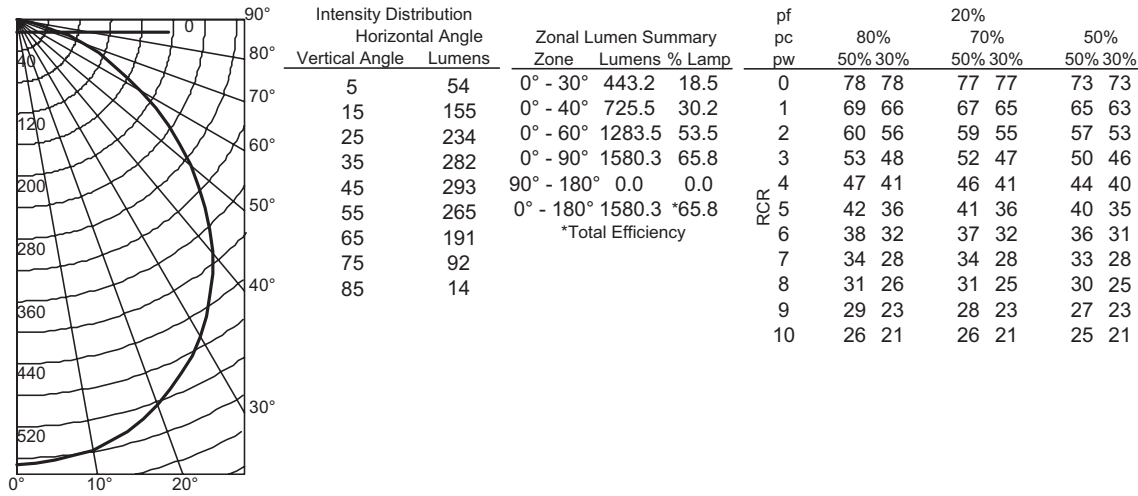 90°
0
80°
40
70°
120
60°
200
50°
280
40°
360
440
30°
520
0° 10° 20°
Intensity Distribution
Horizontal Angle
Vertical Angle Lumens
5 54
15 155
25 234
35 282
45 293
55 265
65 191
75 92
85 14
Zonal Lumen Summary
Zone Lumens % Lamp
0° - 30° 443.2 18.5
0° - 40° 725.5 30.2
0° - 60° 1283.5 53.5
0° - 90° 1580.3 65.8
90° - 180° 0.0 0.0
0° - 180° 1580.3 *65.8
*Total Efficiency
pf 20%
pc 80% 70% 50%
pw 50% 30% 50% 30% 50% 30%
RCR
0 78 78 77 77 73 73
1 69 66 67 65 65 63
2 60 56 59 55 57 53
3 53 48 52 47 50 46
4 47 41 46 41 44 40
5 42 36 41 36 40 35
6 38 32 37 32 36 31
7 34 28 34 28 33 28
8 31 26 31 25 30 25
9 29 23 28 23 27 23
10 26 21 26 21 25 21